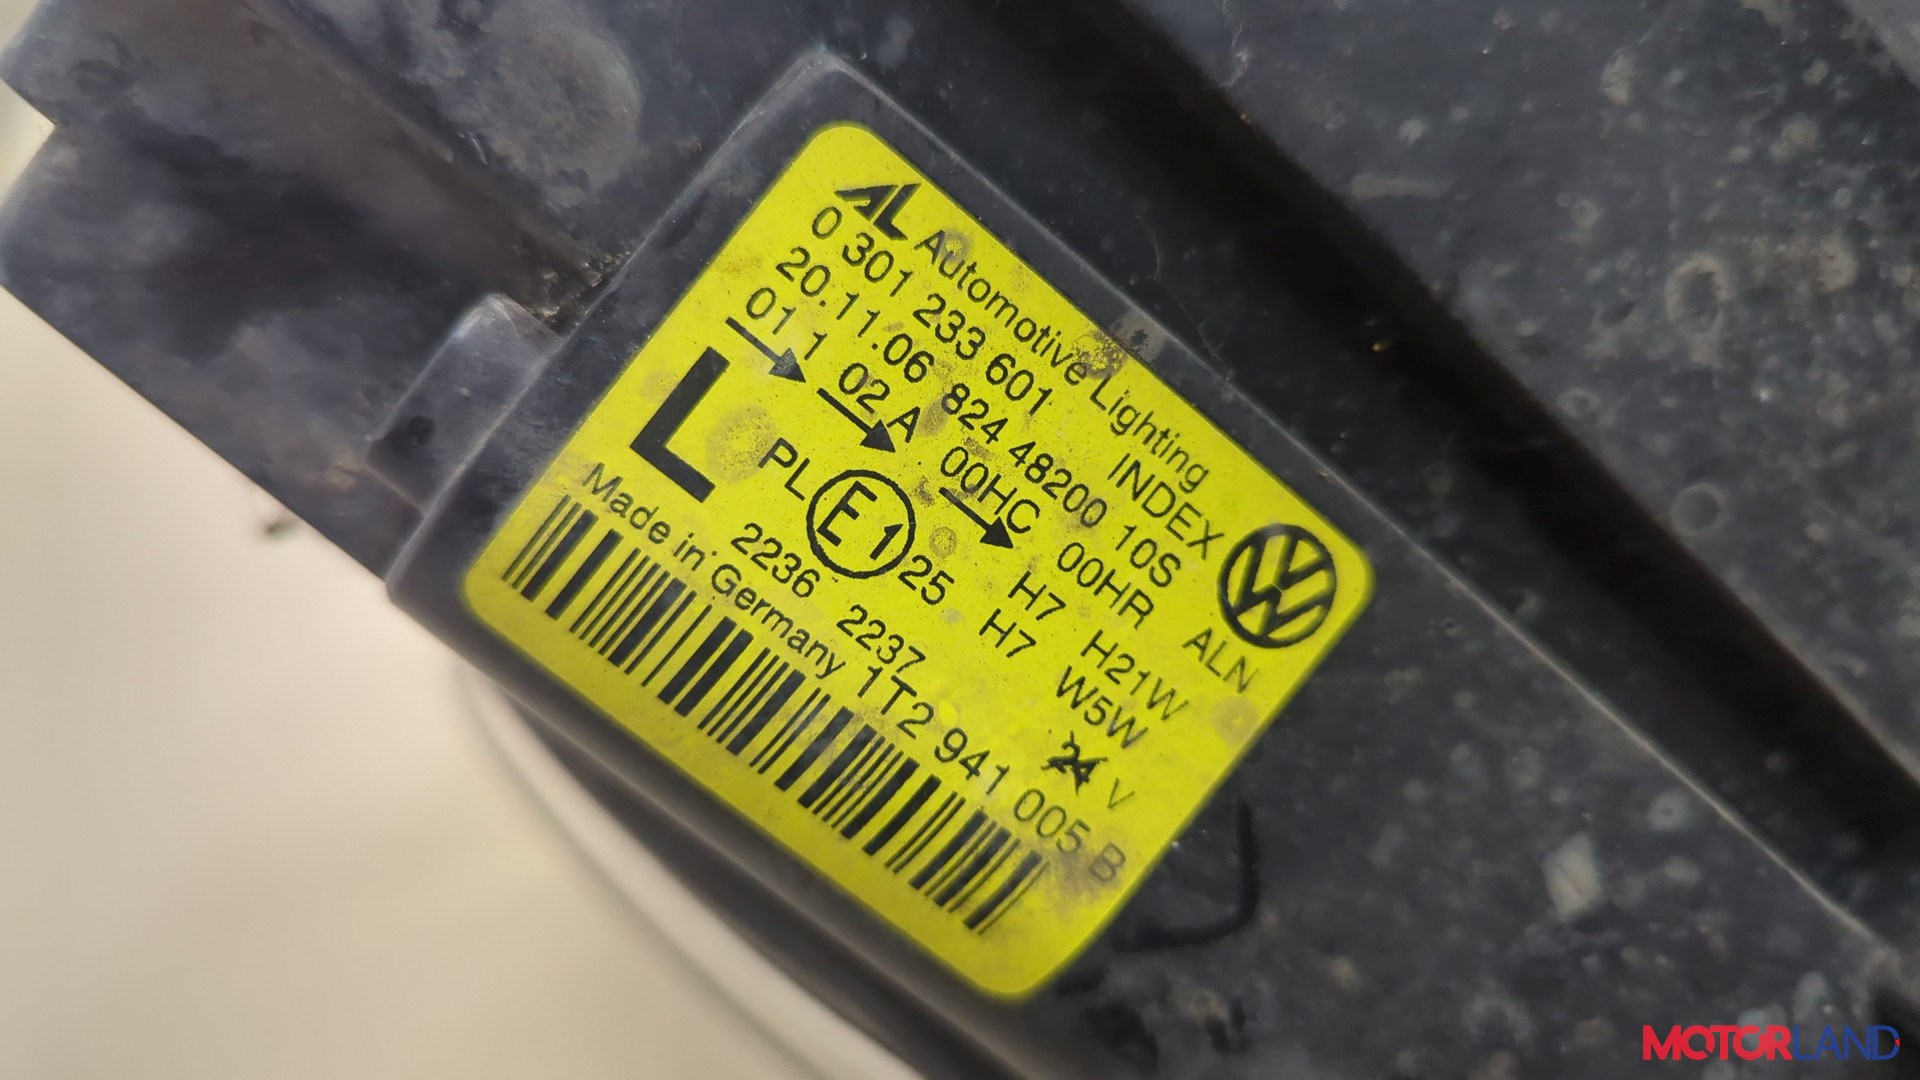 AL Automotive Lighting
0 301 233 601 INDEX
20.11.06 824 48200 10S
01 1 02 A 00HC 00HR ALN
L PL E1 25 H7 H21W
H7 W5W
2236 2237 24 V
Made in Germany 1T2 941 005 B
MOTORLAND